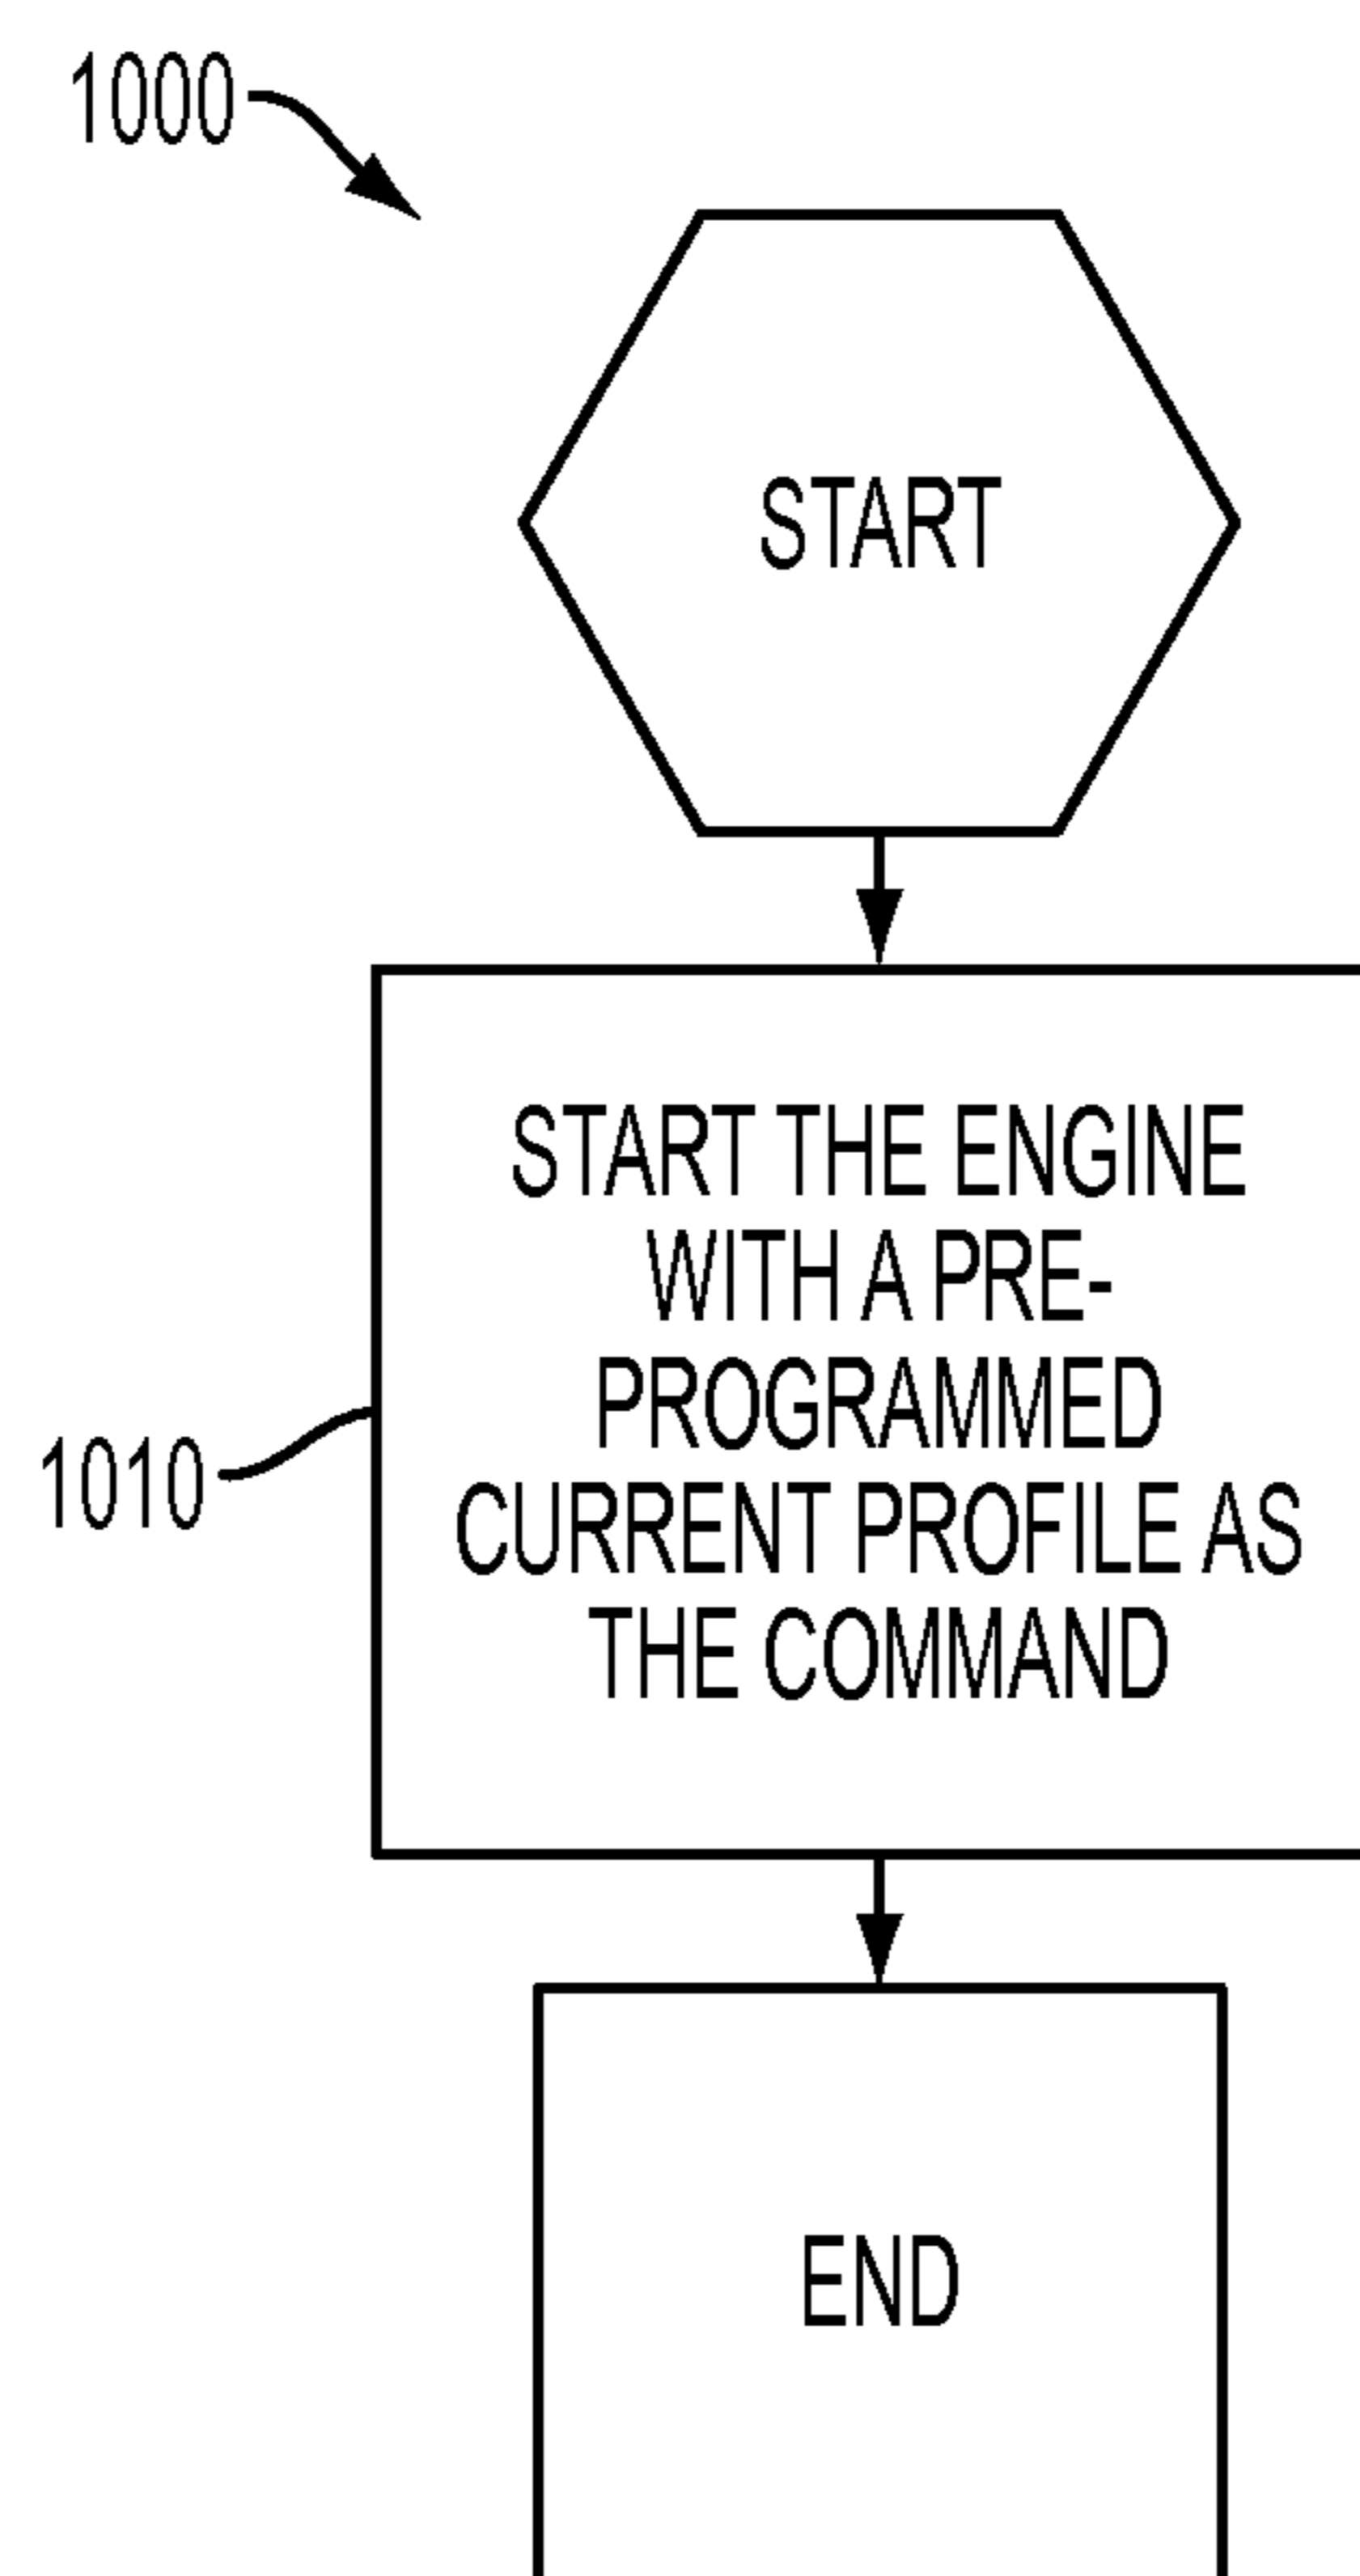 1000
START
START THE ENGINE
WITH A PRE-
PROGRAMMED
CURRENT PROFILE AS
THE COMMAND
1010
END